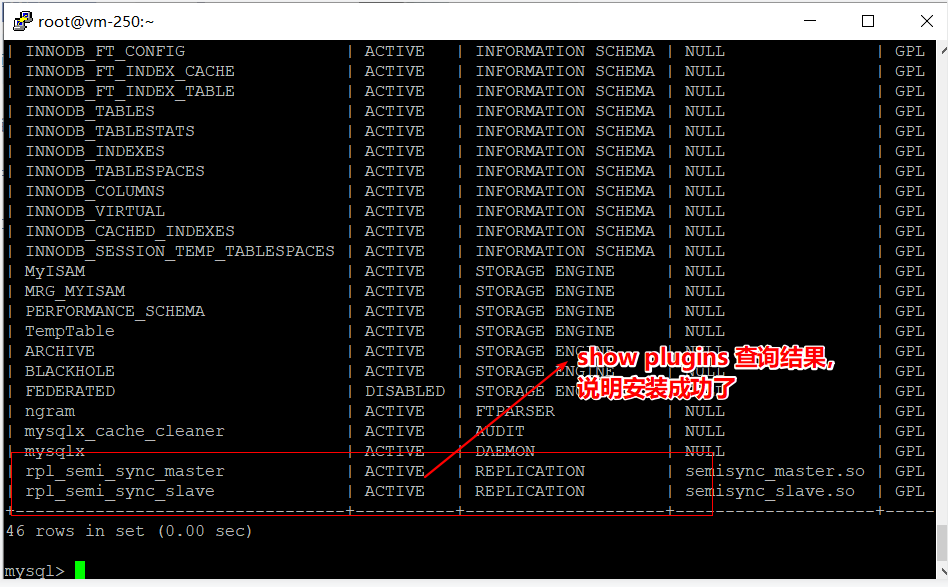 root@vm-250:~
| INNODB_FT_CONFIG | ACTIVE | INFORMATION SCHEMA | NULL | GPL
| INNODB_FT_INDEX_CACHE | ACTIVE | INFORMATION SCHEMA | NULL | GPL
| INNODB_FT_INDEX_TABLE | ACTIVE | INFORMATION SCHEMA | NULL | GPL
| INNODB_TABLES | ACTIVE | INFORMATION SCHEMA | NULL | GPL
| INNODB_TABLESTATS | ACTIVE | INFORMATION SCHEMA | NULL | GPL
| INNODB_INDEXES | ACTIVE | INFORMATION SCHEMA | NULL | GPL
| INNODB_TABLESPACES | ACTIVE | INFORMATION SCHEMA | NULL | GPL
| INNODB_COLUMNS | ACTIVE | INFORMATION SCHEMA | NULL | GPL
| INNODB_VIRTUAL | ACTIVE | INFORMATION SCHEMA | NULL | GPL
| INNODB_CACHED_INDEXES | ACTIVE | INFORMATION SCHEMA | NULL | GPL
| INNODB_SESSION_TEMP_TABLESPACES | ACTIVE | INFORMATION SCHEMA | NULL | GPL
| MyISAM | ACTIVE | STORAGE ENGINE | NULL | GPL
| MRG_MYISAM | ACTIVE | STORAGE ENGINE | NULL | GPL
| PERFORMANCE_SCHEMA | ACTIVE | STORAGE ENGINE | NULL | GPL
| TempTable | ACTIVE | STORAGE ENGINE | NULL | GPL
| ARCHIVE | ACTIVE | STORAGE ENGINE | NULL | GPL
| BLACKHOLE | ACTIVE | STORAGE ENGINE | NULL | GPL
| FEDERATED | DISABLED | STORAGE ENGINE | NULL | GPL
| ngram | ACTIVE | FTPARSER | NULL | GPL
| mysqlx_cache_cleaner | ACTIVE | AUDIT | NULL | GPL
| mysqlx | ACTIVE | DAEMON | NULL | GPL
| rpl_semi_sync_master | ACTIVE | REPLICATION | semisync_master.so | GPL
| rpl_semi_sync_slave | ACTIVE | REPLICATION | semisync_slave.so | GPL
+---------------------------------+----------+--------------------+--------------------+-----
46 rows in set (0.00 sec)
mysql>
show plugins 查询结果,
说明安装成功了